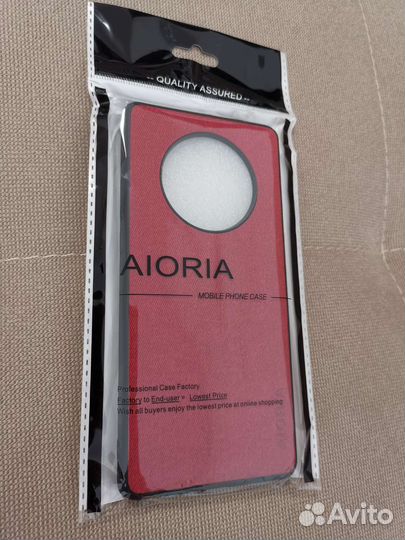 -- QUALITY ASSURED --
AIORIA
MOBILE PHONE CASE
Professional Case Factory
Factory to End-user » Lowest Price
Wish all buyers enjoy the lowest price at online shopping
Avito